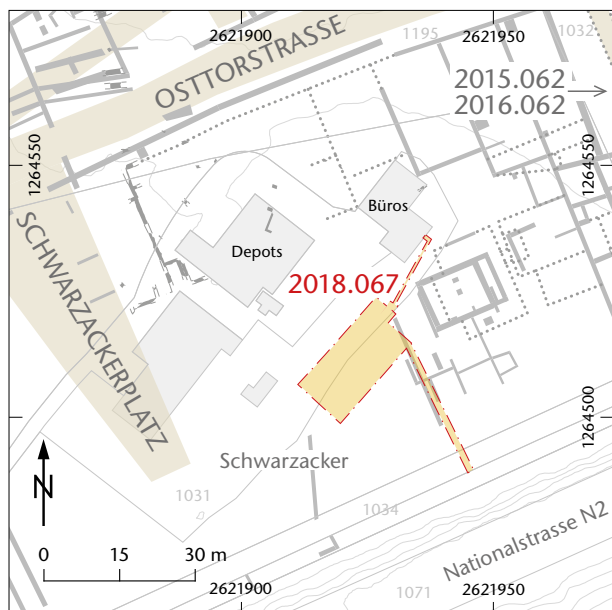 2621900
2621950
1195
1032
OSTTORSTRASSE
2015.062
2016.062
1264550
1264550
Büros
SCHWARZACKERPLATZ
Depots
2018.067
1264500
Schwarzacker
1031
1034
N
Nationalstrasse N2
0 15 30 m
1071
2621900
2621950